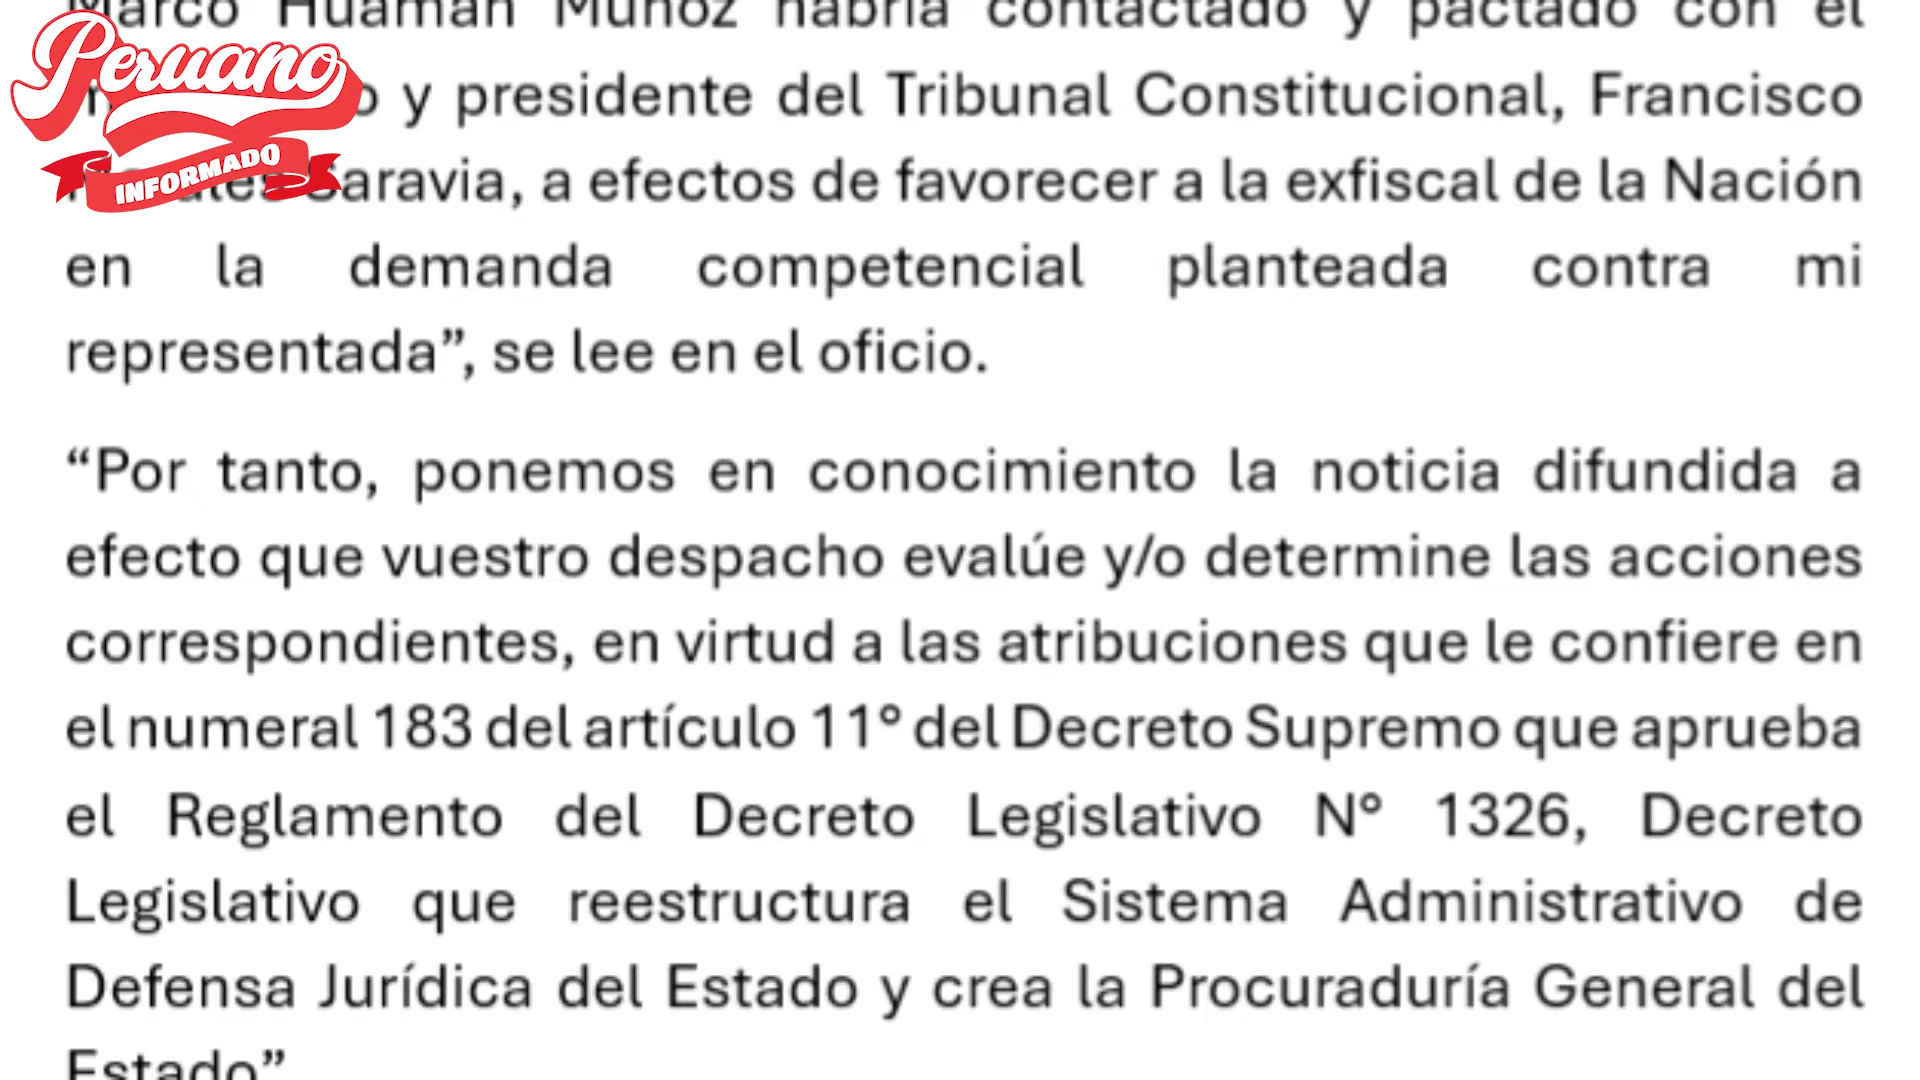 Marco Huamán Muñoz habría contactado y pactado con el
Peruano
INFORMADO
y presidente del Tribunal Constitucional, Francisco
Saravia, a efectos de favorecer a la exfiscal de la Nación
en la demanda competencial planteada contra mi
representada”, se lee en el oficio.
“Por tanto, ponemos en conocimiento la noticia difundida a
efecto que vuestro despacho evalúe y/o determine las acciones
correspondientes, en virtud a las atribuciones que le confiere en
el numeral 183 del artículo 11° del Decreto Supremo que aprueba
el Reglamento del Decreto Legislativo N° 1326, Decreto
Legislativo que reestructura el Sistema Administrativo de
Defensa Jurídica del Estado y crea la Procuraduría General del
Estado”